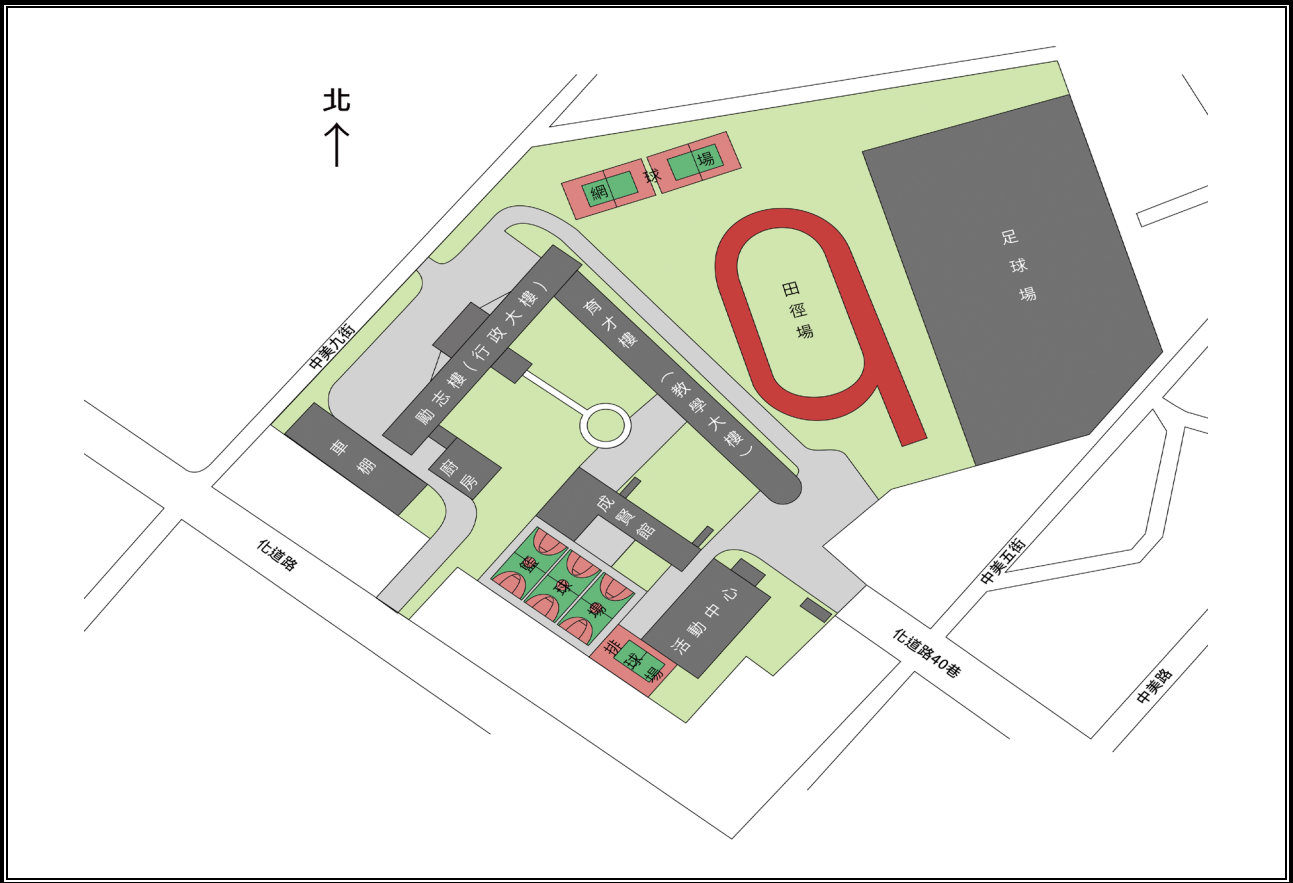 北
網球場
足球場
田徑場
中美九街
勵志樓(行政大樓)
育才樓
(教學大樓)
車棚
廚房
成賢館
籃球場
活動中心
排球場
化道路
中美五街
化道路40巷
中美路